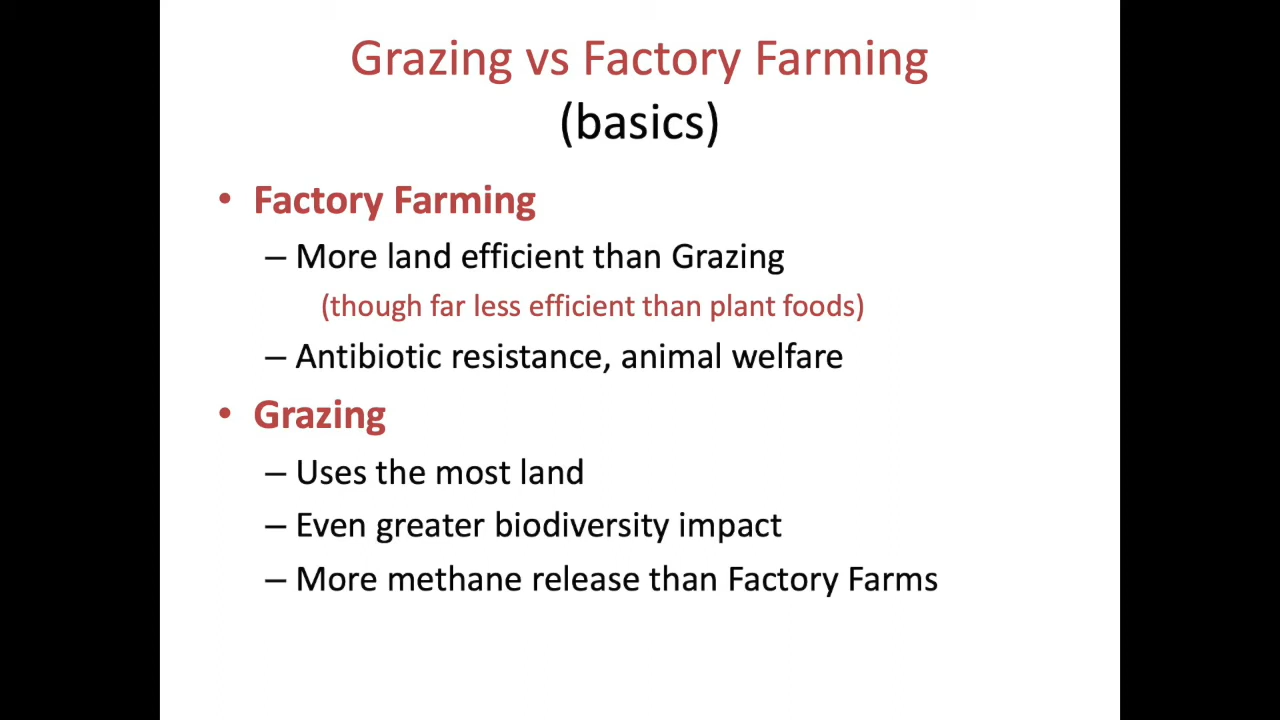 Grazing vs Factory Farming
(basics)
• Factory Farming
– More land efficient than Grazing
(though far less efficient than plant foods)
– Antibiotic resistance, animal welfare
• Grazing
– Uses the most land
– Even greater biodiversity impact
– More methane release than Factory Farms